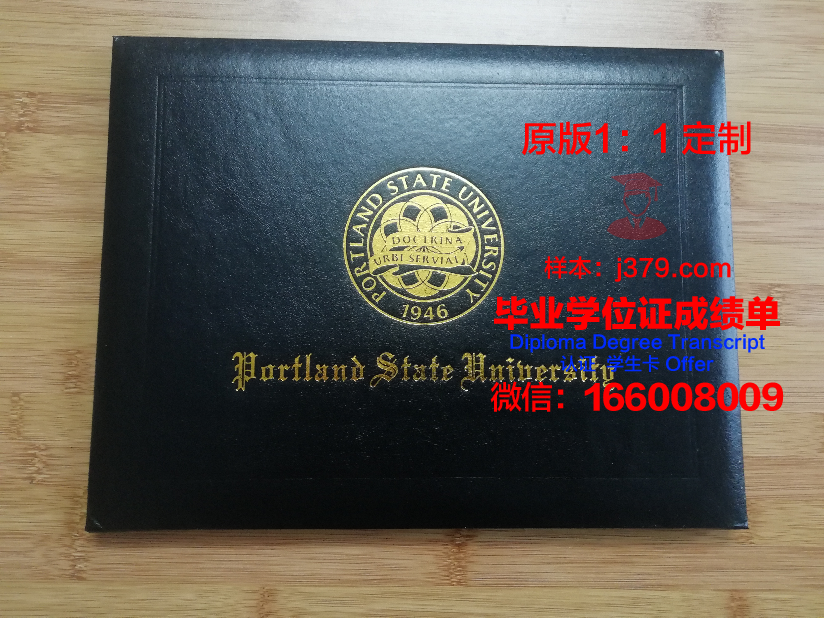 原版1：1 定制
PORTLAND STATE UNIVERSITY
DOCTRINA
URBI SERVIAT
1946
样本：j379.com
毕业学位证成绩单
Diploma Degree Transcript
认证 学生卡 Offer
Portland State University
微信：166008009